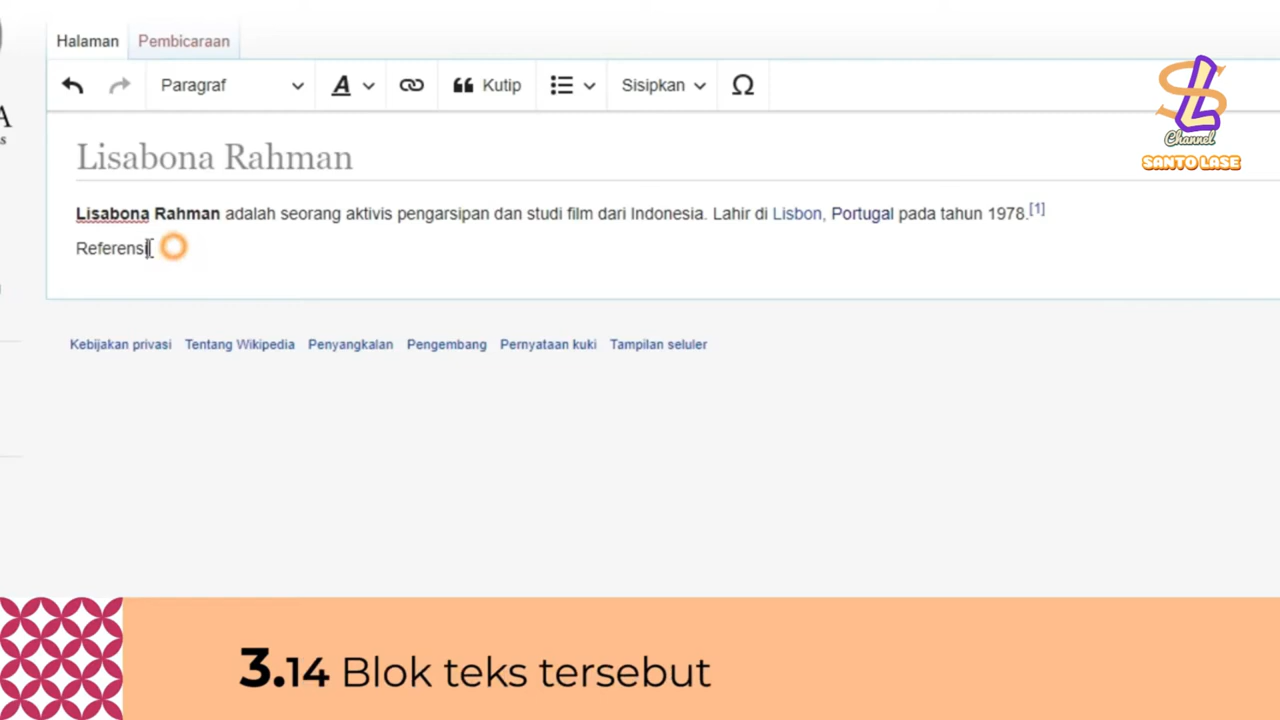 A
s
Halaman Pembicaraan
Paragraf A Kutip Sisipkan Ω
SL
Channel
SANTO LASE
Lisabona Rahman
Lisabona Rahman adalah seorang aktivis pengarsipan dan studi film dari Indonesia. Lahir di Lisbon, Portugal pada tahun 1978.[1]
Referensi
Kebijakan privasi Tentang Wikipedia Penyangkalan Pengembang Pernyataan kuki Tampilan seluler
3.14 Blok teks tersebut